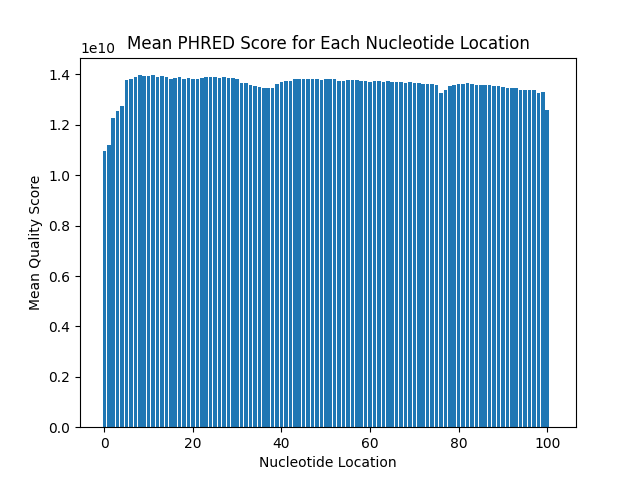 Mean PHRED Score for Each Nucleotide Location
1e10
1.4
1.2
1.0
0.8
0.6
0.4
0.2
0.0
Mean Quality Score
0 20 40 60 80 100
Nucleotide Location